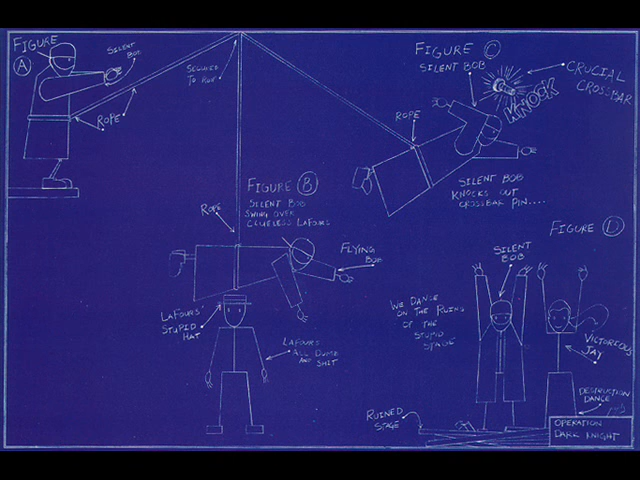 FIGURE
A
SILENT
BOB
ROPE
SECURED
TO ROOF
FIGURE C
SILENT BOB
CRUCIAL
CROSSBAR
KNOCK
ROPE
SILENT BOB
KNOCKS OUT
CROSSBAR PIN....
FIGURE B
SILENT BOB
SWING OVER
CLUELESS LAFOURS
ROPE
FLYING
BOB
LAFOURS'
STUPID
HAT
LAFOURS
ALL DUMB
AND SHIT
FIGURE D
SILENT
BOB
WE DANCE
ON THE RUINS
OF THE
STUPID
STAGE
VICTORIOUS
JAY
DESTRUCTION
DANCE
RUINED
STAGE
OPERATION
DARK KNIGHT